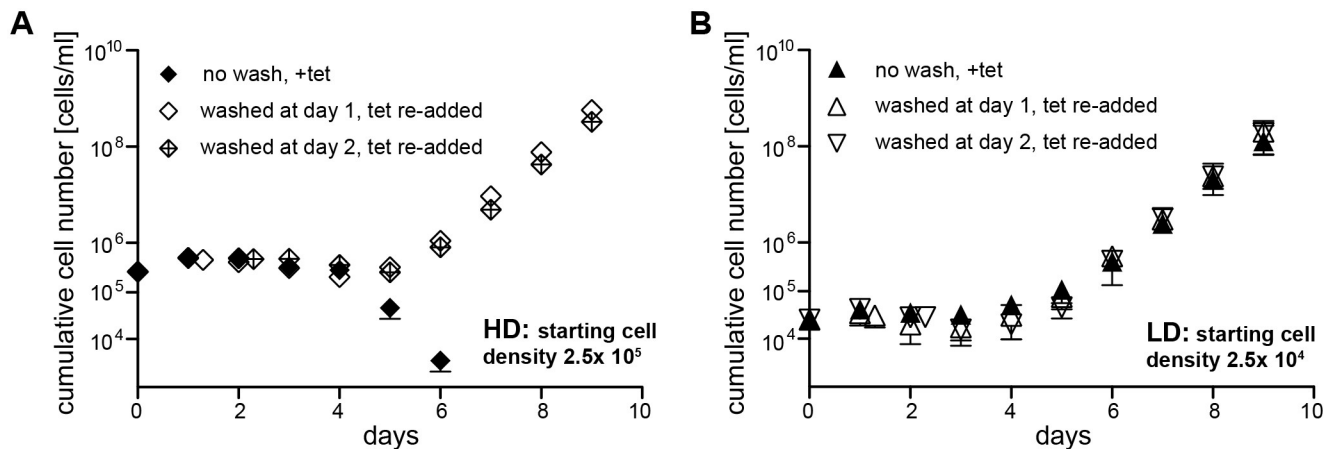 A
cumulative cell number [cells/ml]
10¹⁰
10⁸
10⁶
10⁵
10⁴
no wash, +tet
washed at day 1, tet re-added
washed at day 2, tet re-added
HD: starting cell
density 2.5x 10⁵
0 2 4 6 8 10
days
B
cumulative cell number [cells/ml]
10¹⁰
10⁸
10⁶
10⁵
10⁴
no wash, +tet
washed at day 1, tet re-added
washed at day 2, tet re-added
LD: starting cell
density 2.5x 10⁴
0 2 4 6 8 10
days